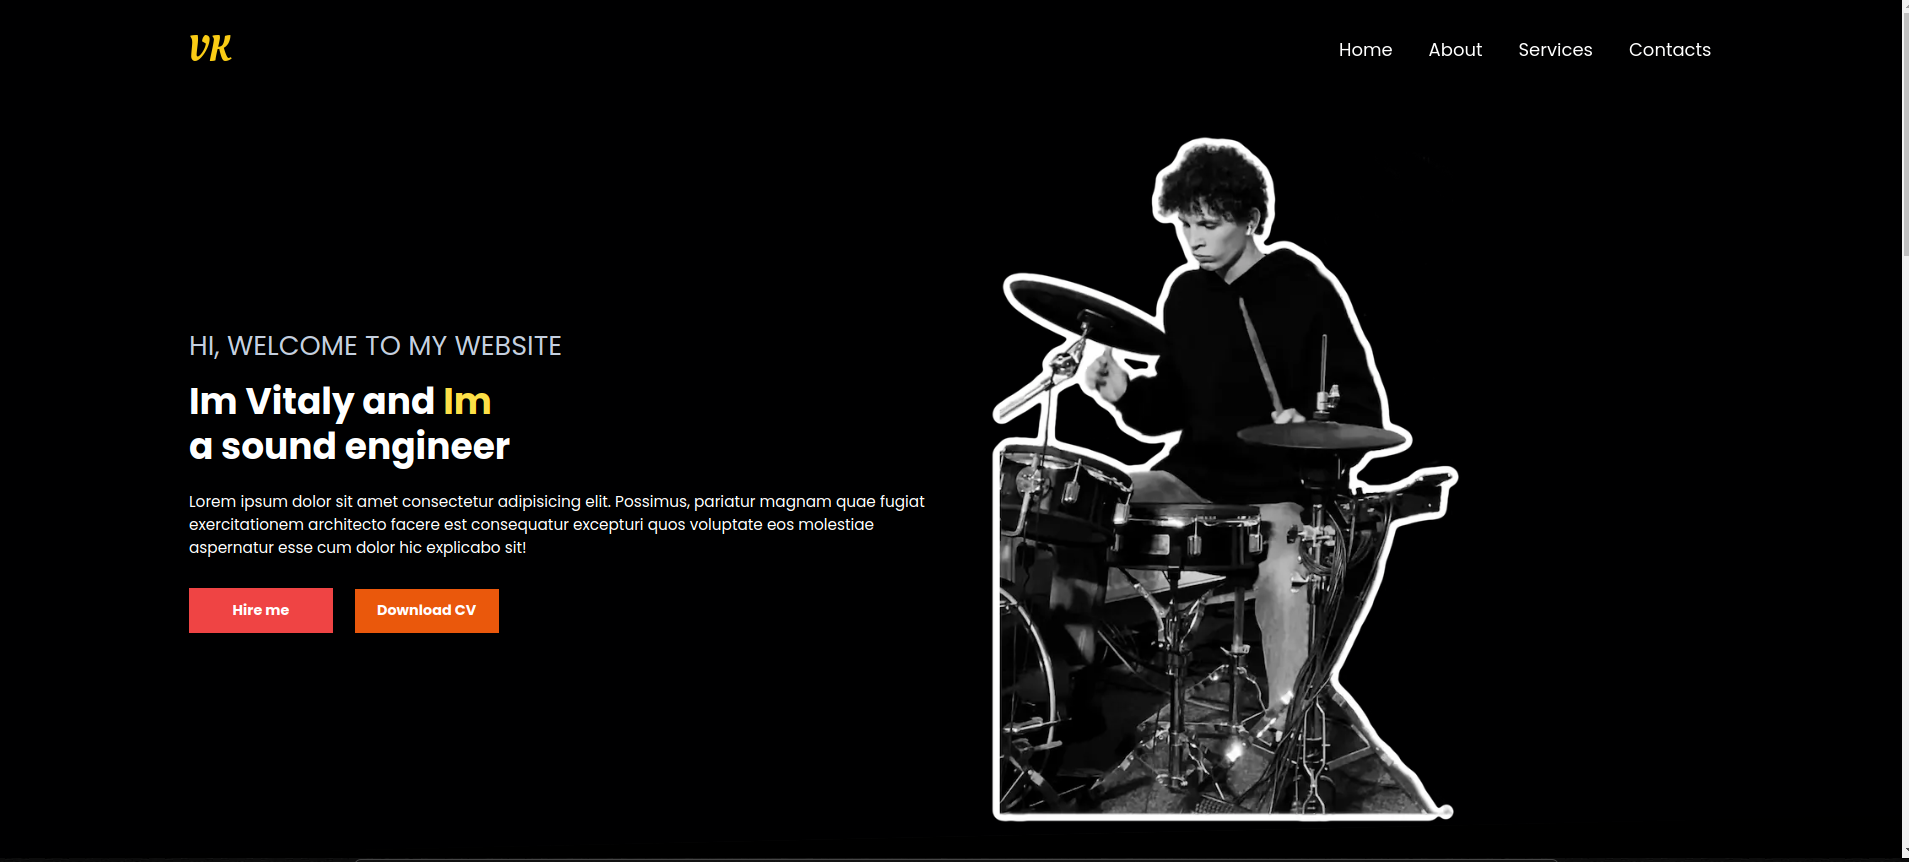 VK
Home About Services Contacts
HI, WELCOME TO MY WEBSITE
Im Vitaly and Im
a sound engineer
Lorem ipsum dolor sit amet consectetur adipisicing elit. Possimus, pariatur magnam quae fugiat
exercitationem architecto facere est consequatur excepturi quos voluptate eos molestiae
aspernatur esse cum dolor hic explicabo sit!
Hire me Download CV